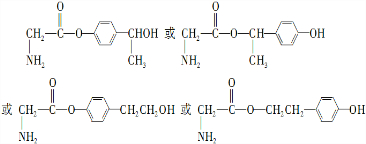 O O
CH₂—C—O—CHOH 或 CH₂—C—O—CH—OH
NH₂ CH₃ NH₂ CH₃
O O
或 CH₂—C—O—CH₂CH₂OH 或 CH₂—C—O—CH₂CH₂—OH
NH₂ NH₂